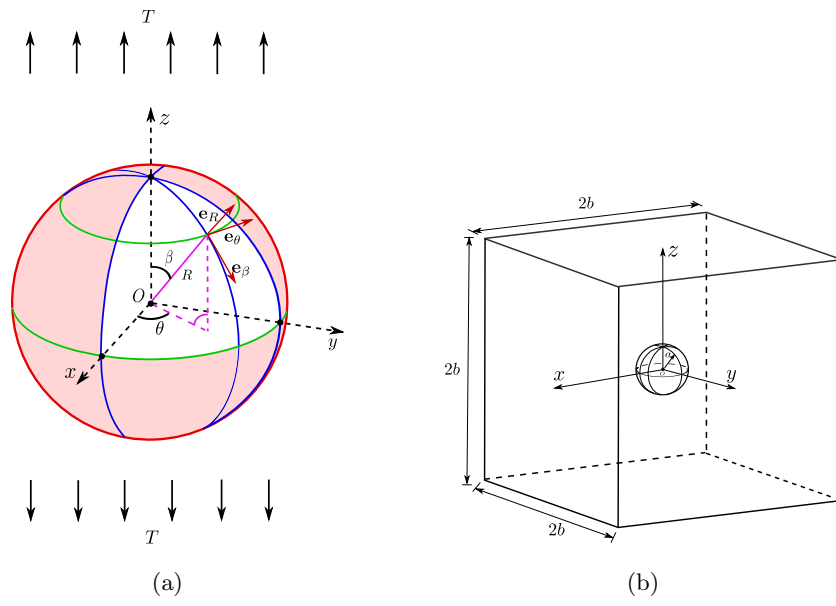 T
z
e_R
e_θ
β
R
e_β
O
θ
y
x
T
(a)
2b
z
2b
a
o
x
y
2b
(b)